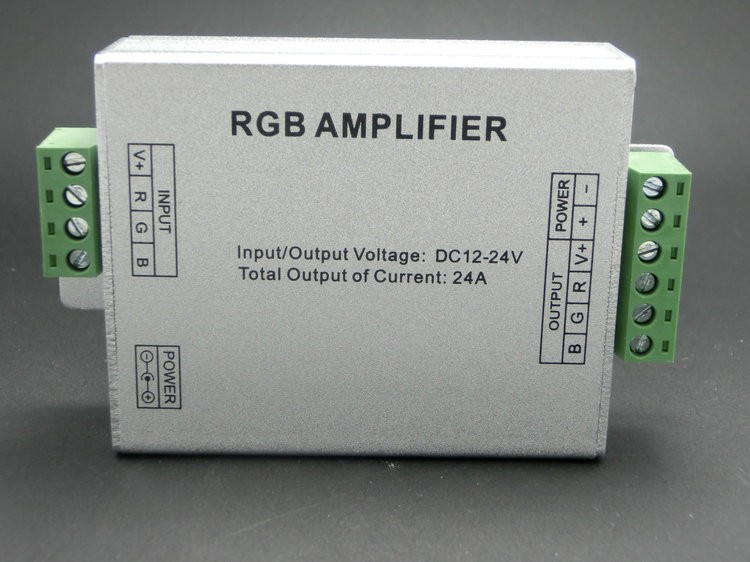 RGB AMPLIFIER
V+ R G B
INPUT
Input/Output Voltage: DC12-24V
Total Output of Current: 24A
POWER
- + +
POWER
OUTPUT
- +
V+ R G B